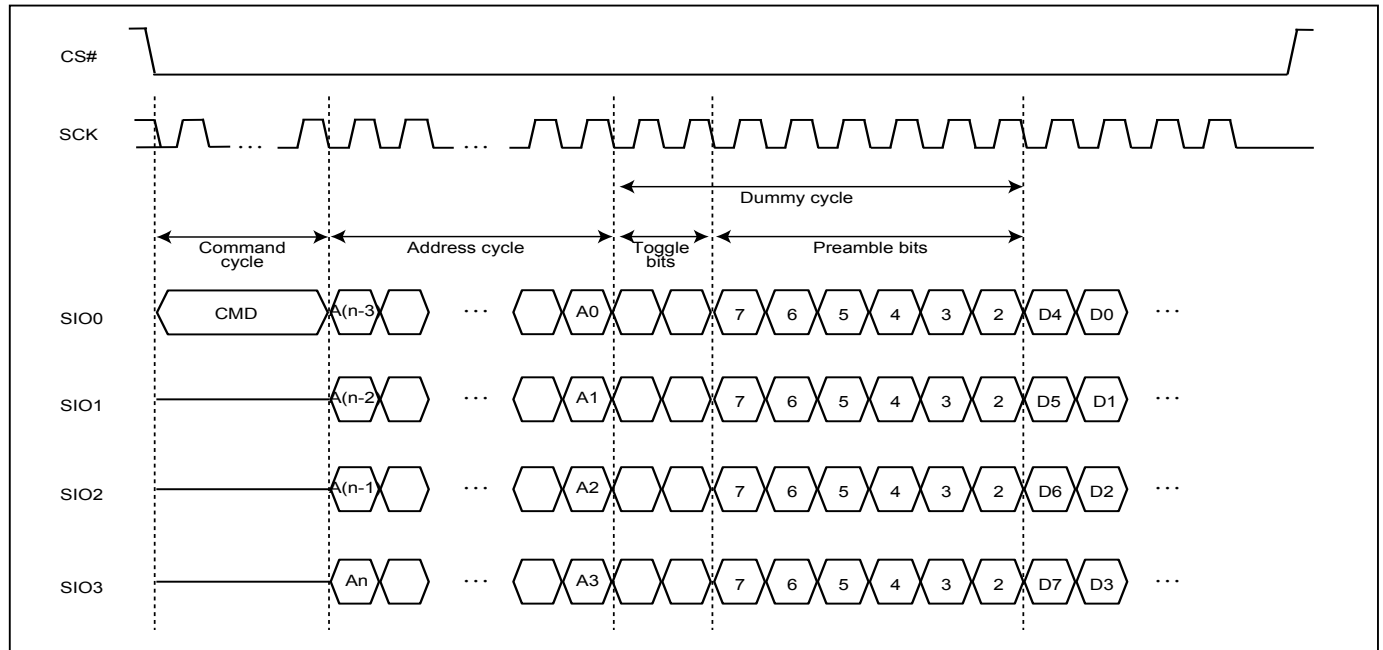 CS#
SCK
...
...
Dummy cycle
Command cycle
Address cycle
Toggle bits
Preamble bits
SIO0
CMD
A(n-3)
...
A0
7 6 5 4 3 2 D4 D0 ...
SIO1
A(n-2)
...
A1
7 6 5 4 3 2 D5 D1 ...
SIO2
A(n-1)
...
A2
7 6 5 4 3 2 D6 D2 ...
SIO3
An
...
A3
7 6 5 4 3 2 D7 D3 ...